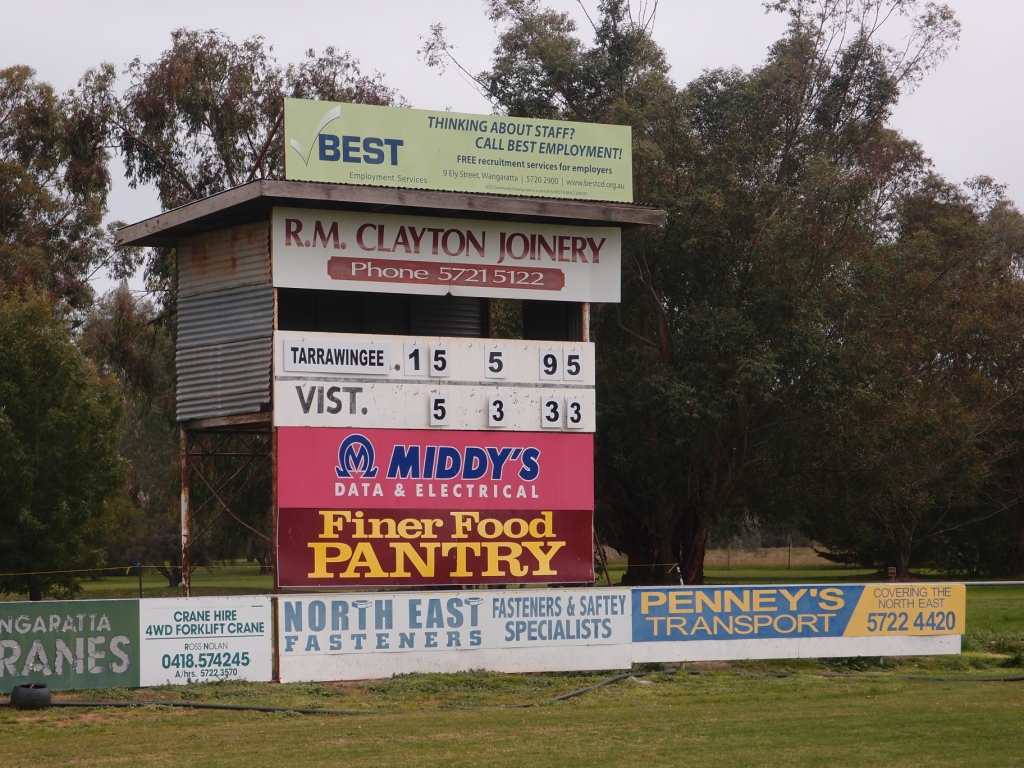 BEST
Employment Services
THINKING ABOUT STAFF?
CALL BEST EMPLOYMENT!
FREE recruitment services for employers
9 Ely Street, Wangaratta | 5720 2900 | www.bestcd.org.au
R.M. CLAYTON JOINERY
Phone 5721 5122
TARRAWINGEE . 15 5 95
VIST. 5 3 33
M MIDDY'S
DATA & ELECTRICAL
Finer Food
PANTRY
NGARATTA
RANES
CRANE HIRE
4WD FORKLIFT CRANE
ROSS NOLAN
0418.574245
A/hrs. 5722.3570
NORTH EAST
FASTENERS
FASTENERS & SAFTEY
SPECIALISTS
PENNEY'S
TRANSPORT
COVERING THE
NORTH EAST
5722 4420